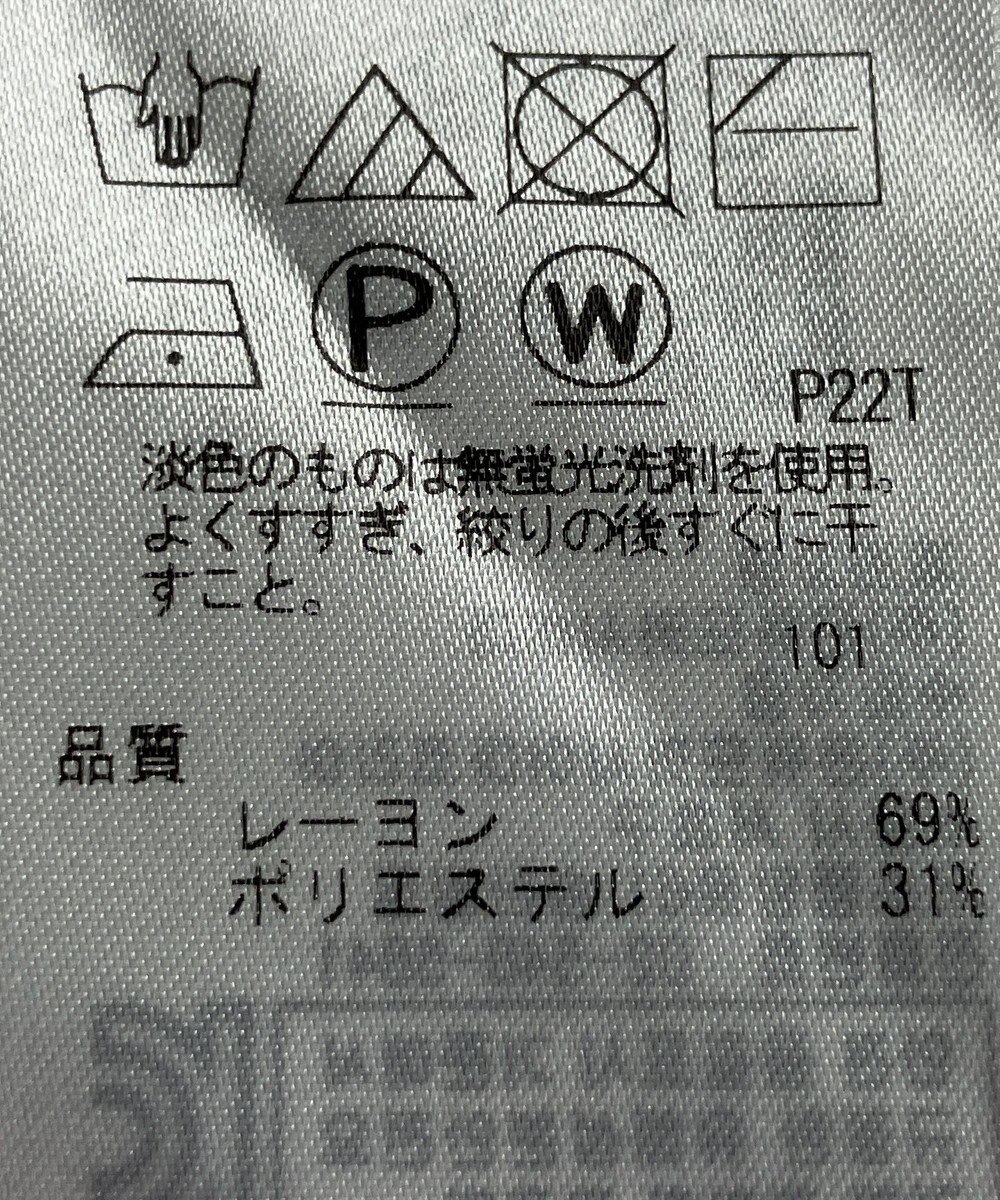 P W
P22T
淡色のものは無蛍光洗剤を使用。
よくすすぎ、絞りの後すぐに干
すこと。
101
品質
レーヨン 69%
ポリエステル 31%